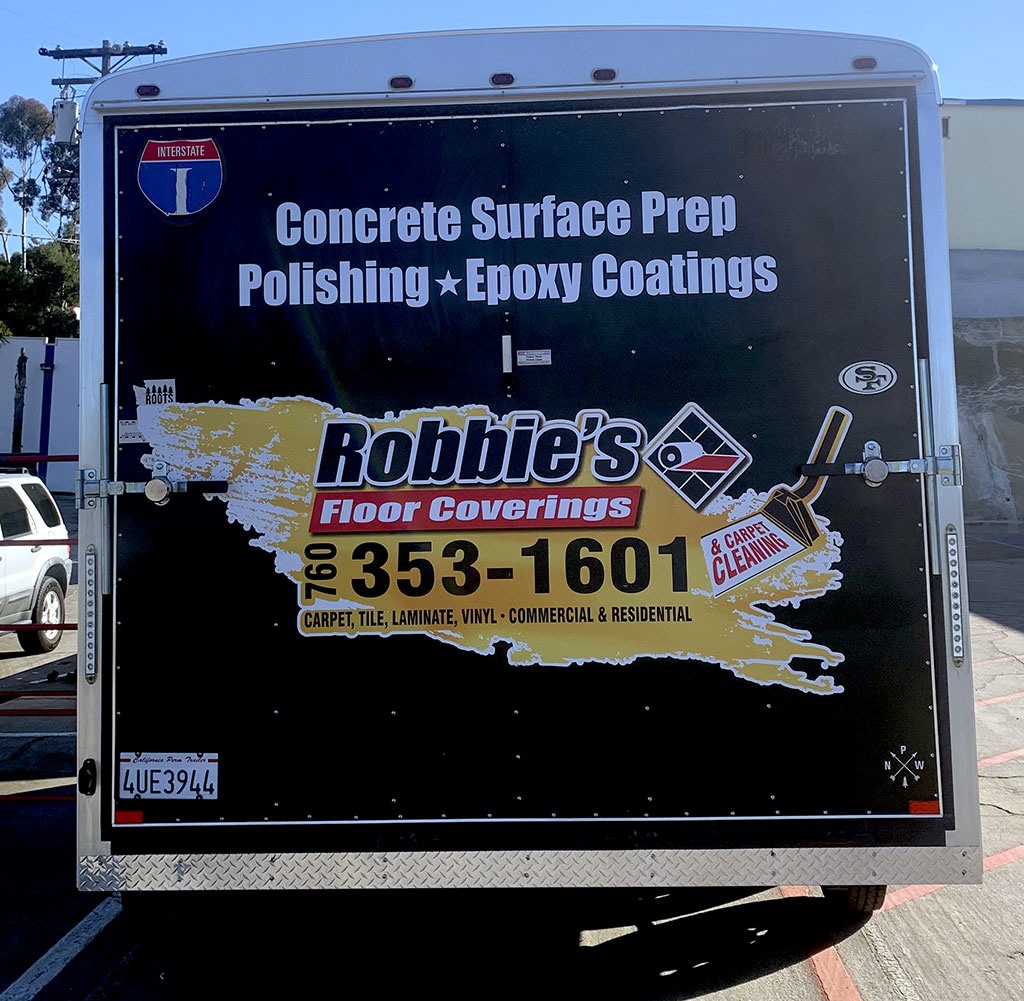 INTERSTATE
I
Concrete Surface Prep
Polishing ★ Epoxy Coatings
SF
ROOTS
Robbie's
Floor Coverings
760 353-1601
& CARPET
CLEANING
CARPET, TILE, LAMINATE, VINYL • COMMERCIAL & RESIDENTIAL
California Perm Trailer
4UE3944
P
N W